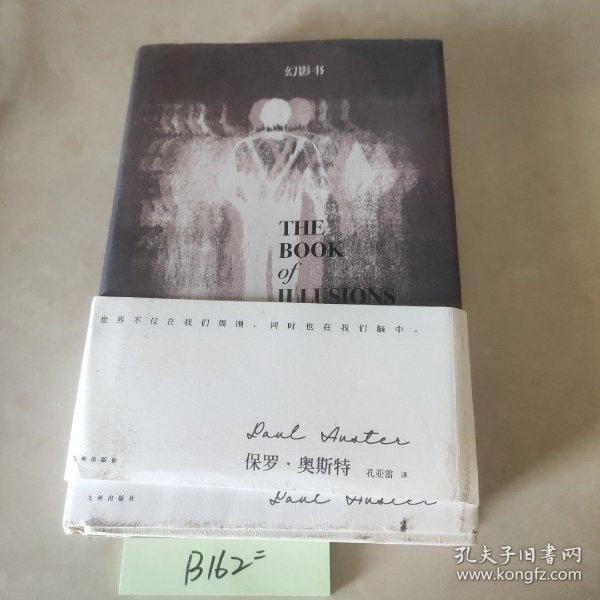 幻影书
THE
BOOK
of
ILLUSIONS
世界不仅在我们周围，同时也在我们脑中。
Paul Auster
保罗·奥斯特 孔亚雷 译
九州出版社
九州出版社
Paul Auster
B162=
孔夫子旧书网
www.kongfz.com